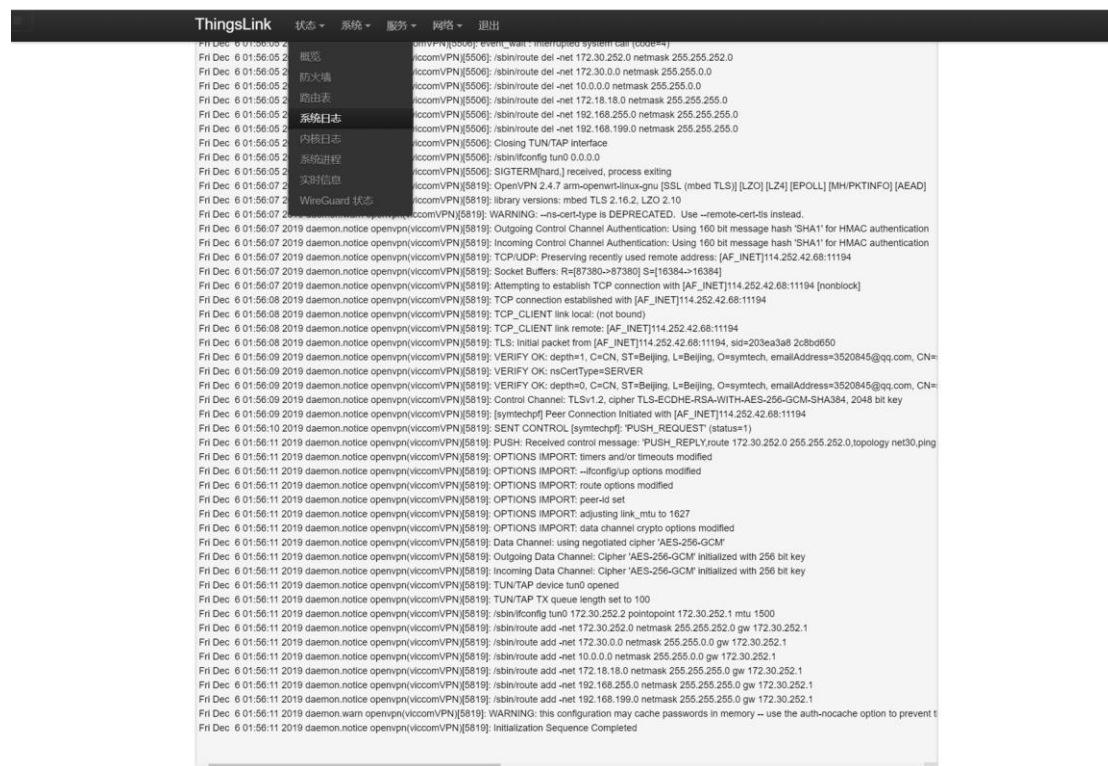 ThingsLink 状态 系统 服务 网络 退出
概览
防火墙
路由表
系统日志
内核日志
系统进程
实时信息
WireGuard 状态
Fri Dec 6 01:56:05 2 omVPN)[5506]: event_wait : Interrupted system call (code=4)
Fri Dec 6 01:56:05 2 viccomVPN)[5506]: /sbin/route del -net 172.30.252.0 netmask 255.255.252.0
Fri Dec 6 01:56:05 2 viccomVPN)[5506]: /sbin/route del -net 172.30.0.0 netmask 255.255.0.0
Fri Dec 6 01:56:05 2 viccomVPN)[5506]: /sbin/route del -net 10.0.0.0 netmask 255.255.0.0
Fri Dec 6 01:56:05 2 viccomVPN)[5506]: /sbin/route del -net 172.18.18.0 netmask 255.255.255.0
Fri Dec 6 01:56:05 2 viccomVPN)[5506]: /sbin/route del -net 192.168.255.0 netmask 255.255.255.0
Fri Dec 6 01:56:05 2 viccomVPN)[5506]: /sbin/route del -net 192.168.199.0 netmask 255.255.255.0
Fri Dec 6 01:56:05 2 viccomVPN)[5506]: Closing TUN/TAP interface
Fri Dec 6 01:56:05 2 viccomVPN)[5506]: /sbin/ifconfig tun0 0.0.0.0
Fri Dec 6 01:56:05 2 viccomVPN)[5506]: SIGTERM[hard,] received, process exiting
Fri Dec 6 01:56:07 2 viccomVPN)[5819]: OpenVPN 2.4.7 arm-openwrt-linux-gnu [SSL (mbed TLS)] [LZO] [LZ4] [EPOLL] [MH/PKTINFO] [AEAD]
Fri Dec 6 01:56:07 2 viccomVPN)[5819]: library versions: mbed TLS 2.16.2, LZO 2.10
Fri Dec 6 01:56:07 2019 daemon.warn openvpn(viccomVPN)[5819]: WARNING: --ns-cert-type is DEPRECATED. Use --remote-cert-tls instead.
Fri Dec 6 01:56:07 2019 daemon.notice openvpn(viccomVPN)[5819]: Outgoing Control Channel Authentication: Using 160 bit message hash 'SHA1' for HMAC authentication
Fri Dec 6 01:56:07 2019 daemon.notice openvpn(viccomVPN)[5819]: Incoming Control Channel Authentication: Using 160 bit message hash 'SHA1' for HMAC authentication
Fri Dec 6 01:56:07 2019 daemon.notice openvpn(viccomVPN)[5819]: TCP/UDP: Preserving recently used remote address: [AF_INET]114.252.42.68:11194
Fri Dec 6 01:56:07 2019 daemon.notice openvpn(viccomVPN)[5819]: Socket Buffers: R=[87380->87380] S=[16384->16384]
Fri Dec 6 01:56:07 2019 daemon.notice openvpn(viccomVPN)[5819]: Attempting to establish TCP connection with [AF_INET]114.252.42.68:11194 [nonblock]
Fri Dec 6 01:56:08 2019 daemon.notice openvpn(viccomVPN)[5819]: TCP connection established with [AF_INET]114.252.42.68:11194
Fri Dec 6 01:56:08 2019 daemon.notice openvpn(viccomVPN)[5819]: TCP_CLIENT link local: (not bound)
Fri Dec 6 01:56:08 2019 daemon.notice openvpn(viccomVPN)[5819]: TCP_CLIENT link remote: [AF_INET]114.252.42.68:11194
Fri Dec 6 01:56:08 2019 daemon.notice openvpn(viccomVPN)[5819]: TLS: Initial packet from [AF_INET]114.252.42.68:11194, sid=203ea3a8 2c8bd650
Fri Dec 6 01:56:09 2019 daemon.notice openvpn(viccomVPN)[5819]: VERIFY OK: depth=1, C=CN, ST=Beijing, L=Beijing, O=symtech, emailAddress=3520845@qq.com, CN=
Fri Dec 6 01:56:09 2019 daemon.notice openvpn(viccomVPN)[5819]: VERIFY OK: nsCertType=SERVER
Fri Dec 6 01:56:09 2019 daemon.notice openvpn(viccomVPN)[5819]: VERIFY OK: depth=0, C=CN, ST=Beijing, L=Beijing, O=symtech, emailAddress=3520845@qq.com, CN=
Fri Dec 6 01:56:09 2019 daemon.notice openvpn(viccomVPN)[5819]: Control Channel: TLSv1.2, cipher TLS-ECDHE-RSA-WITH-AES-256-GCM-SHA384, 2048 bit key
Fri Dec 6 01:56:09 2019 daemon.notice openvpn(viccomVPN)[5819]: [symtechpf] Peer Connection Initiated with [AF_INET]114.252.42.68:11194
Fri Dec 6 01:56:10 2019 daemon.notice openvpn(viccomVPN)[5819]: SENT CONTROL [symtechpf]: 'PUSH_REQUEST' (status=1)
Fri Dec 6 01:56:11 2019 daemon.notice openvpn(viccomVPN)[5819]: PUSH: Received control message: 'PUSH_REPLY,route 172.30.252.0 255.255.252.0,topology net30,ping
Fri Dec 6 01:56:11 2019 daemon.notice openvpn(viccomVPN)[5819]: OPTIONS IMPORT: timers and/or timeouts modified
Fri Dec 6 01:56:11 2019 daemon.notice openvpn(viccomVPN)[5819]: OPTIONS IMPORT: --ifconfig/up options modified
Fri Dec 6 01:56:11 2019 daemon.notice openvpn(viccomVPN)[5819]: OPTIONS IMPORT: route options modified
Fri Dec 6 01:56:11 2019 daemon.notice openvpn(viccomVPN)[5819]: OPTIONS IMPORT: peer-id set
Fri Dec 6 01:56:11 2019 daemon.notice openvpn(viccomVPN)[5819]: OPTIONS IMPORT: adjusting link_mtu to 1627
Fri Dec 6 01:56:11 2019 daemon.notice openvpn(viccomVPN)[5819]: OPTIONS IMPORT: data channel crypto options modified
Fri Dec 6 01:56:11 2019 daemon.notice openvpn(viccomVPN)[5819]: Data Channel: using negotiated cipher 'AES-256-GCM'
Fri Dec 6 01:56:11 2019 daemon.notice openvpn(viccomVPN)[5819]: Outgoing Data Channel: Cipher 'AES-256-GCM' initialized with 256 bit key
Fri Dec 6 01:56:11 2019 daemon.notice openvpn(viccomVPN)[5819]: Incoming Data Channel: Cipher 'AES-256-GCM' initialized with 256 bit key
Fri Dec 6 01:56:11 2019 daemon.notice openvpn(viccomVPN)[5819]: TUN/TAP device tun0 opened
Fri Dec 6 01:56:11 2019 daemon.notice openvpn(viccomVPN)[5819]: TUN/TAP TX queue length set to 100
Fri Dec 6 01:56:11 2019 daemon.notice openvpn(viccomVPN)[5819]: /sbin/ifconfig tun0 172.30.252.2 pointopoint 172.30.252.1 mtu 1500
Fri Dec 6 01:56:11 2019 daemon.notice openvpn(viccomVPN)[5819]: /sbin/route add -net 172.30.252.0 netmask 255.255.252.0 gw 172.30.252.1
Fri Dec 6 01:56:11 2019 daemon.notice openvpn(viccomVPN)[5819]: /sbin/route add -net 172.30.0.0 netmask 255.255.0.0 gw 172.30.252.1
Fri Dec 6 01:56:11 2019 daemon.notice openvpn(viccomVPN)[5819]: /sbin/route add -net 10.0.0.0 netmask 255.255.0.0 gw 172.30.252.1
Fri Dec 6 01:56:11 2019 daemon.notice openvpn(viccomVPN)[5819]: /sbin/route add -net 172.18.18.0 netmask 255.255.255.0 gw 172.30.252.1
Fri Dec 6 01:56:11 2019 daemon.notice openvpn(viccomVPN)[5819]: /sbin/route add -net 192.168.255.0 netmask 255.255.255.0 gw 172.30.252.1
Fri Dec 6 01:56:11 2019 daemon.notice openvpn(viccomVPN)[5819]: /sbin/route add -net 192.168.199.0 netmask 255.255.255.0 gw 172.30.252.1
Fri Dec 6 01:56:11 2019 daemon.warn openvpn(viccomVPN)[5819]: WARNING: this configuration may cache passwords in memory -- use the auth-nocache option to prevent t
Fri Dec 6 01:56:11 2019 daemon.notice openvpn(viccomVPN)[5819]: Initialization Sequence Completed